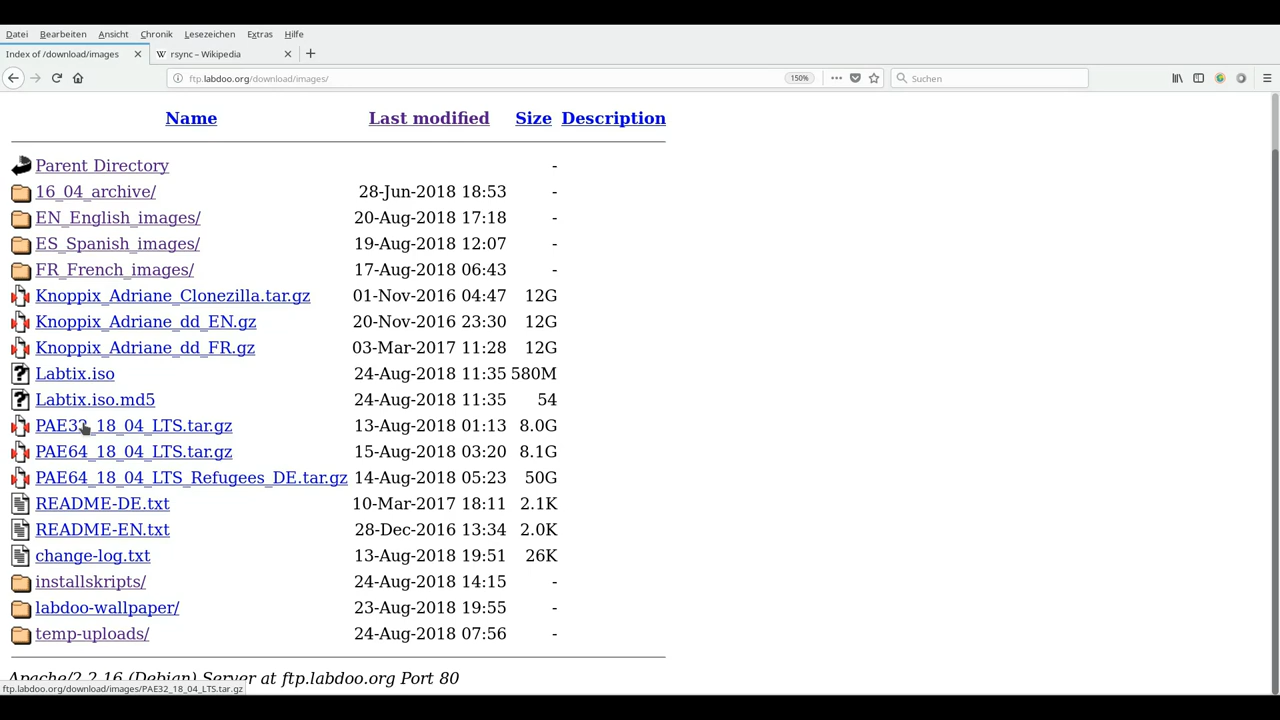 Datei Bearbeiten Ansicht Chronik Lesezeichen Extras Hilfe
Index of /download/images rsync – Wikipedia
ftp.labdoo.org/download/images/ 150% Suchen
Name Last modified Size Description
Parent Directory -
16_04_archive/ 28-Jun-2018 18:53 -
EN_English_images/ 20-Aug-2018 17:18 -
ES_Spanish_images/ 19-Aug-2018 12:07 -
FR_French_images/ 17-Aug-2018 06:43 -
Knoppix_Adriane_Clonezilla.tar.gz 01-Nov-2016 04:47 12G
Knoppix_Adriane_dd_EN.gz 20-Nov-2016 23:30 12G
Knoppix_Adriane_dd_FR.gz 03-Mar-2017 11:28 12G
Labtix.iso 24-Aug-2018 11:35 580M
Labtix.iso.md5 24-Aug-2018 11:35 54
PAE32_18_04_LTS.tar.gz 13-Aug-2018 01:13 8.0G
PAE64_18_04_LTS.tar.gz 15-Aug-2018 03:20 8.1G
PAE64_18_04_LTS_Refugees_DE.tar.gz 14-Aug-2018 05:23 50G
README-DE.txt 10-Mar-2017 18:11 2.1K
README-EN.txt 28-Dec-2016 13:34 2.0K
change-log.txt 13-Aug-2018 19:51 26K
installskripts/ 24-Aug-2018 14:15 -
labdoo-wallpaper/ 23-Aug-2018 19:55 -
temp-uploads/ 24-Aug-2018 07:56 -
Apache/2.2.16 (Debian) Server at ftp.labdoo.org Port 80
ftp.labdoo.org/download/images/PAE32_18_04_LTS.tar.gz